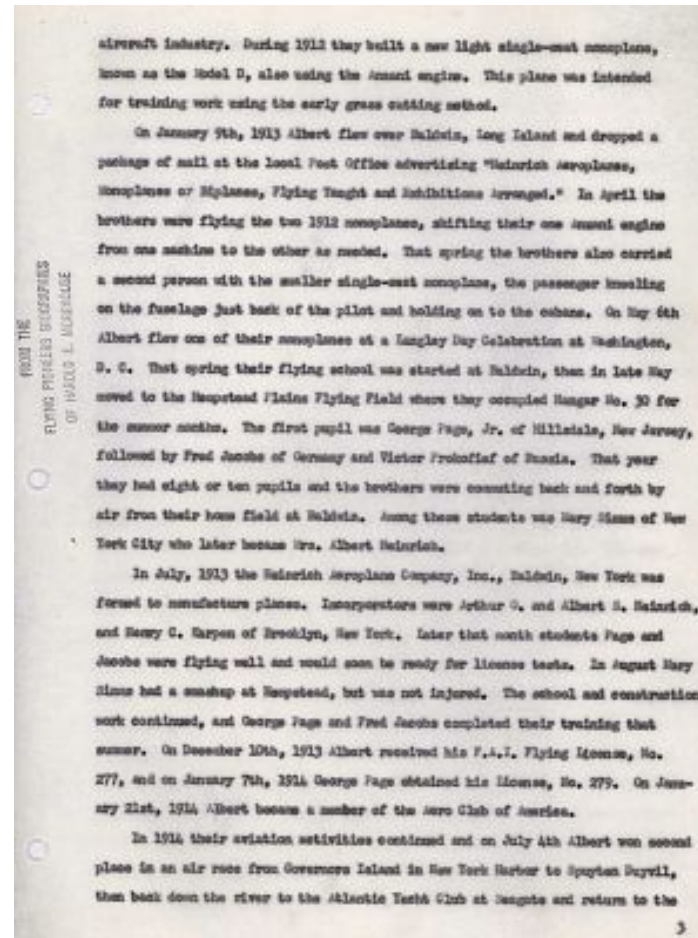 aircraft industry. During 1912 they built a new light single-seat monoplane,
known as the Model D, also using the Anzani engine. This plane was intended
for training work using the early grass cutting method.
On January 9th, 1913 Albert flew over Baldwin, Long Island and dropped a
package of mail at the local Post Office advertising "Heinrich Aeroplanes,
Monoplanes or Biplanes, Flying Taught and Exhibitions Arranged." In April the
brothers were flying the two 1912 monoplanes, shifting their one Anzani engine
from one machine to the other as needed. That spring the brothers also carried
a second person with the smaller single-seat monoplane, the passenger kneeling
on the fuselage just back of the pilot and holding on to the cabane. On May 6th
Albert flew one of their monoplanes at a Langley Day Celebration at Washington,
D. C. That spring their flying school was started at Baldwin, then in late May
moved to the Hempstead Plains Flying Field where they occupied Hangar No. 30 for
the summer months. The first pupil was George Page, Jr. of Hillsdale, New Jersey,
followed by Fred Jacobs of Germany and Victor Prokofief of Russia. That year
they had eight or ten pupils and the brothers were commuting back and forth by
air from their home field at Baldwin. Among these students was Mary Simms of New
York City who later became Mrs. Albert Heinrich.
In July, 1913 the Heinrich Aeroplane Company, Inc., Baldwin, New York was
formed to manufacture planes. Incorporators were Arthur O. and Albert S. Heinrich,
and Henry C. Karpen of Brooklyn, New York. Later that month students Page and
Jacobs were flying well and would soon be ready for license tests. In August Mary
Simms had a smashup at Hempstead, but was not injured. The school and construction
work continued, and George Page and Fred Jacobs completed their training that
summer. On December 10th, 1913 Albert received his F.A.I. Flying License, No.
277, and on January 7th, 1914 George Page obtained his license, No. 279. On Janu-
ary 21st, 1914 Albert became a member of the Aero Club of America.
In 1914 their aviation activities continued and on July 4th Albert won second
place in an air race from Governors Island in New York Harbor to Spuyten Duyvil,
then back down the river to the Atlantic Yacht Club at Seagate and return to the
3
FROM THE
FLYING PIONEERS BIOGRAPHIES
OF HAROLD E. MOREHOUSE